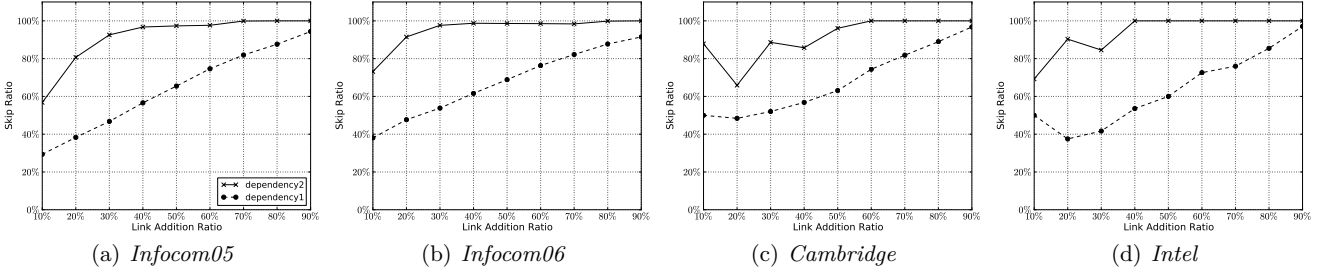 100%
80%
60%
40%
20%
0%
Skip Ratio
10% 20% 30% 40% 50% 60% 70% 80% 90%
Link Addition Ratio
dependency2
dependency1
(a) Infocom05
100%
80%
60%
40%
20%
0%
Skip Ratio
10% 20% 30% 40% 50% 60% 70% 80% 90%
Link Addition Ratio
(b) Infocom06
100%
80%
60%
40%
20%
0%
Skip Ratio
10% 20% 30% 40% 50% 60% 70% 80% 90%
Link Addition Ratio
(c) Cambridge
100%
80%
60%
40%
20%
0%
Skip Ratio
10% 20% 30% 40% 50% 60% 70% 80% 90%
Link Addition Ratio
(d) Intel